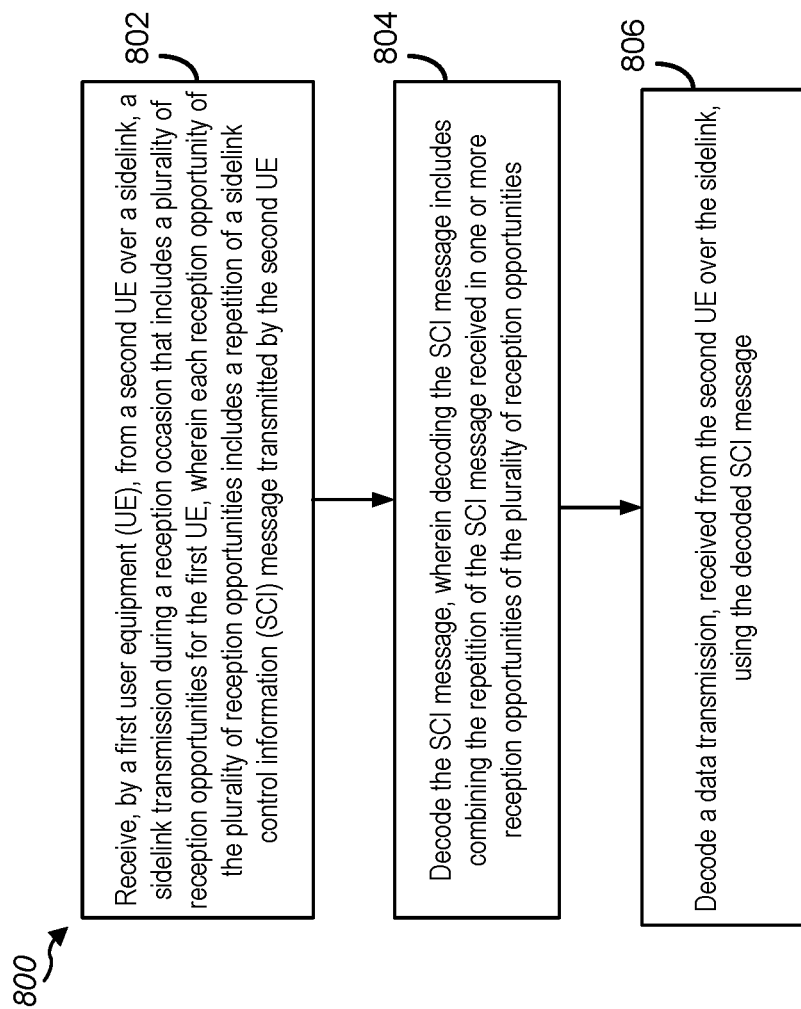 800
802
Receive, by a first user equipment (UE), from a second UE over a sidelink, a
sidelink transmission during a reception occasion that includes a plurality of
reception opportunities for the first UE, wherein each reception opportunity of
the plurality of reception opportunities includes a repetition of a sidelink
control information (SCI) message transmitted by the second UE
804
Decode the SCI message, wherein decoding the SCI message includes
combining the repetition of the SCI message received in one or more
reception opportunities of the plurality of reception opportunities
806
Decode a data transmission, received from the second UE over the sidelink,
using the decoded SCI message